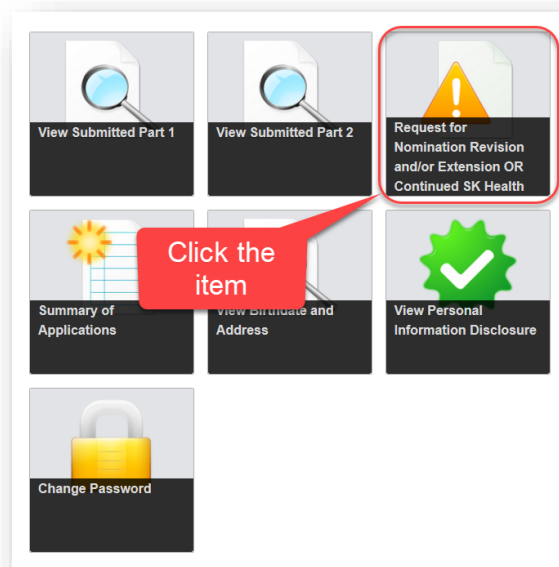 View Submitted Part 1
View Submitted Part 2
Request for
Nomination Revision
and/or Extension OR
Continued SK Health
Click the
item
Summary of
Applications
View Birthdate and
Address
View Personal
Information Disclosure
Change Password